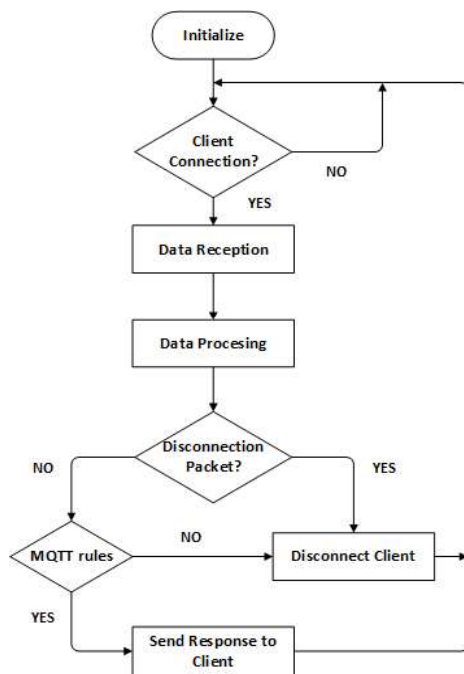 Initialize
Client
Connection?
NO
YES
Data Reception
Data Procesing
Disconnection
Packet?
NO
YES
MQTT rules
NO
Disconnect Client
YES
Send Response to
Client